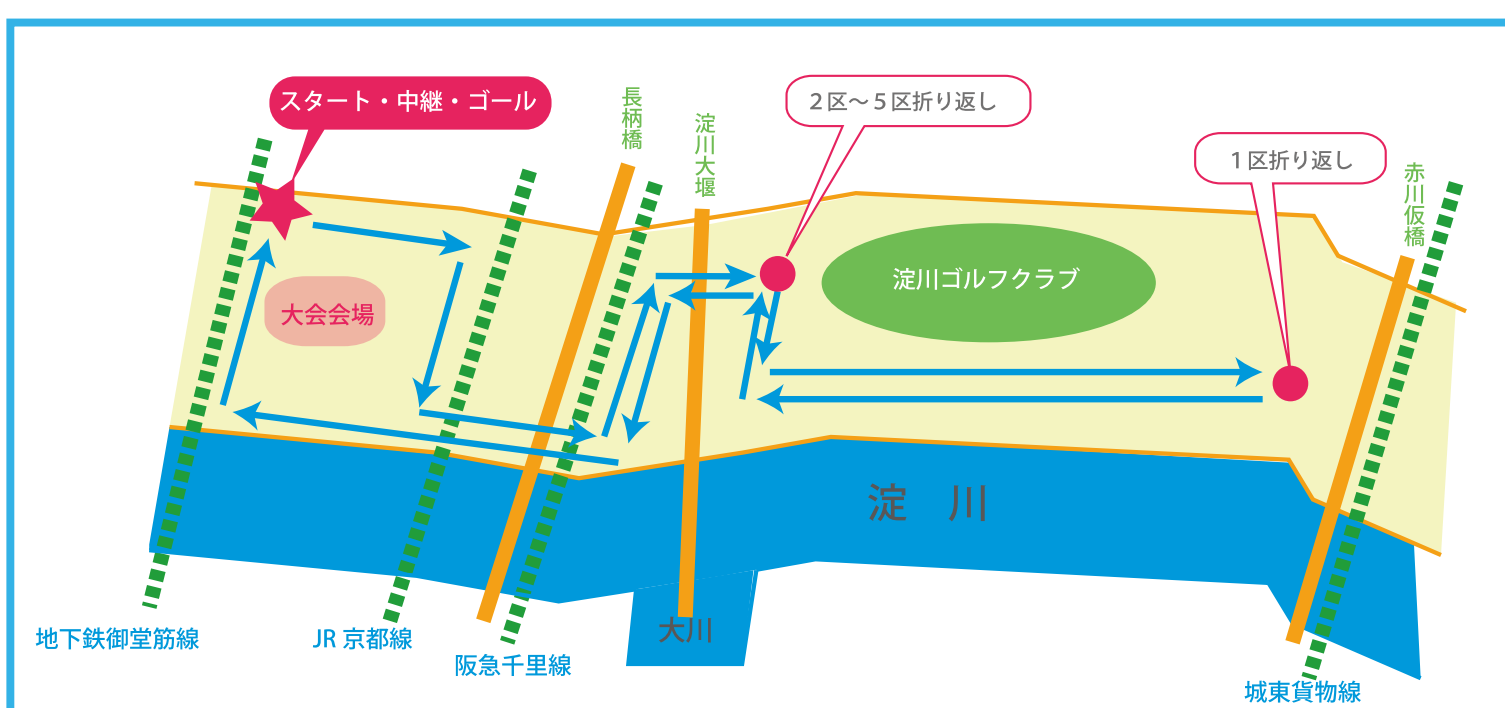 スタート・中継・ゴール
長柄橋
淀川大堰
2区～5区折り返し
1区折り返し
赤川仮橋
大会会場
淀川ゴルフクラブ
淀 川
大川
地下鉄御堂筋線
JR 京都線
阪急千里線
城東貨物線